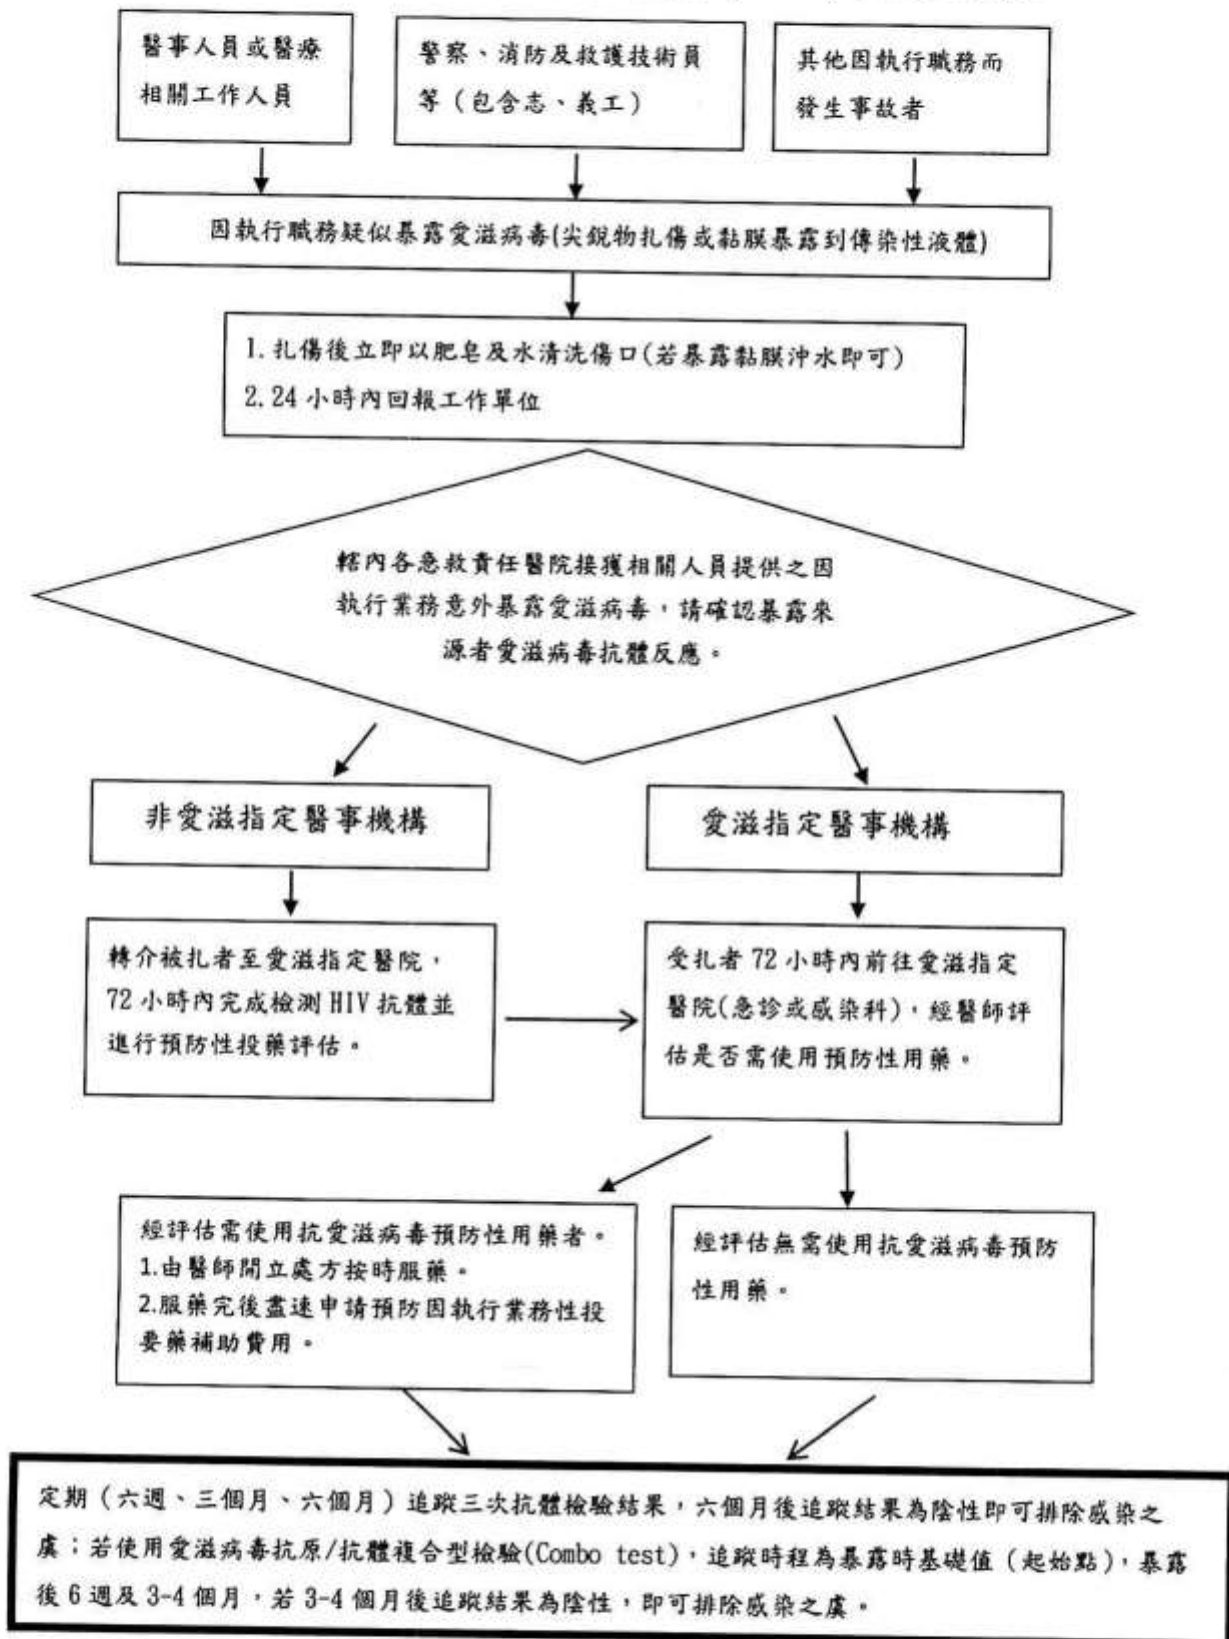 醫事人員或醫療
相關工作人員
警察、消防及救護技術員
等（包含志、義工）
其他因執行職務而
發生事故者
因執行職務疑似暴露愛滋病毒(尖銳物扎傷或黏膜暴露到傳染性液體)
1.扎傷後立即以肥皂及水清洗傷口(若暴露黏膜沖水即可)
2.24 小時內回報工作單位
轄內各急救責任醫院接獲相關人員提供之因
執行業務意外暴露愛滋病毒，請確認暴露來
源者愛滋病毒抗體反應。
非愛滋指定醫事機構
愛滋指定醫事機構
轉介被扎者至愛滋指定醫院，
72 小時內完成檢測 HIV 抗體並
進行預防性投藥評估。
受扎者 72 小時內前往愛滋指定
醫院(急診或感染科)，經醫師評
估是否需使用預防性用藥。
經評估需使用抗愛滋病毒預防性用藥者。
1.由醫師開立處方按時服藥。
2.服藥完後盡速申請預防因執行業務性投
要藥補助費用。
經評估無需使用抗愛滋病毒預防
性用藥。
定期（六週、三個月、六個月）追蹤三次抗體檢驗結果，六個月後追蹤結果為陰性即可排除感染之
虞；若使用愛滋病毒抗原/抗體複合型檢驗(Combo test)，追蹤時程為暴露時基礎值（起始點），暴露
後 6 週及 3-4 個月，若 3-4 個月後追蹤結果為陰性，即可排除感染之虞。